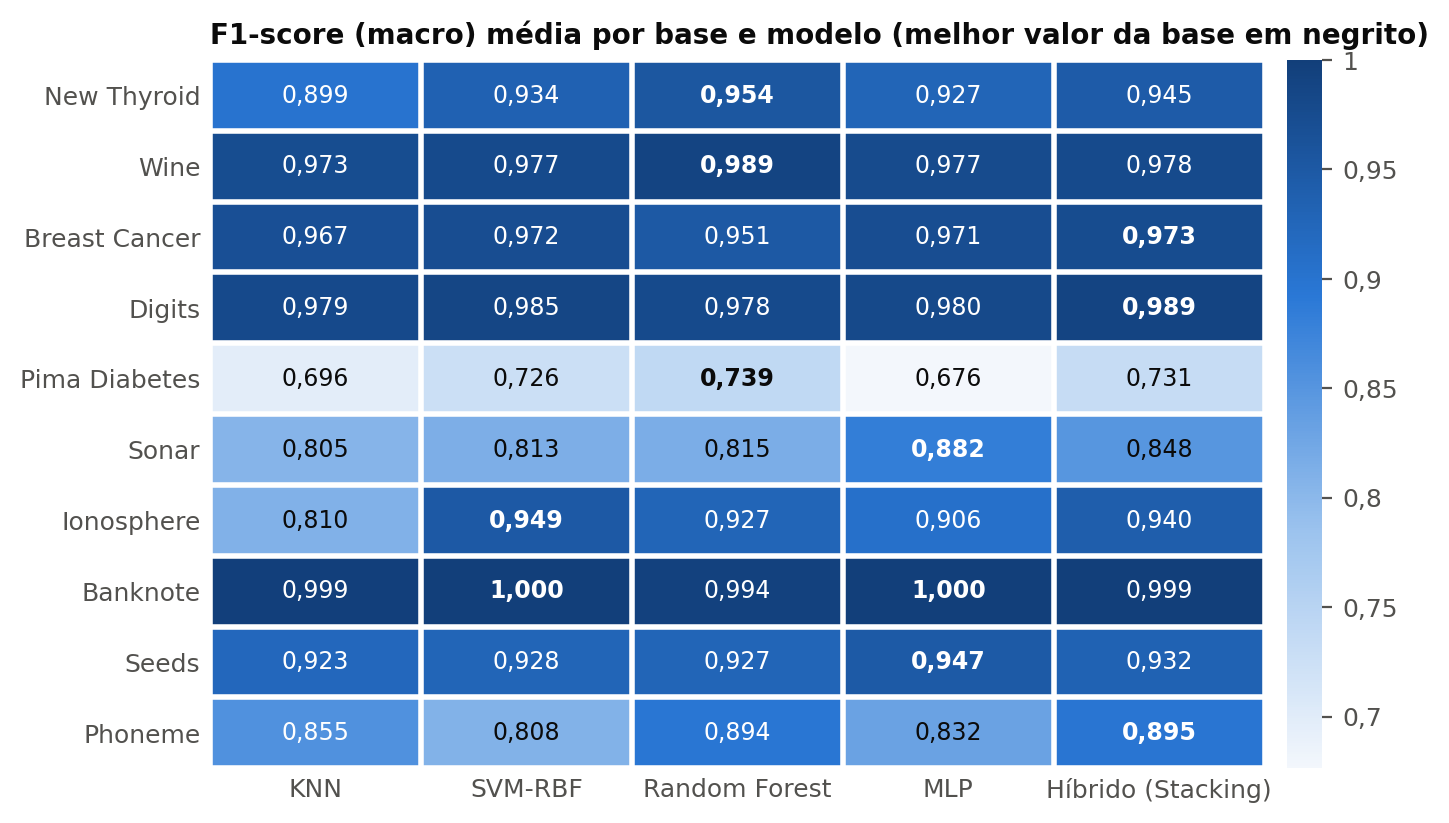 F1-score (macro) média por base e modelo (melhor valor da base em negrito)
New Thyroid 0,899 0,934 0,954 0,927 0,945
Wine 0,973 0,977 0,989 0,977 0,978
Breast Cancer 0,967 0,972 0,951 0,971 0,973
Digits 0,979 0,985 0,978 0,980 0,989
Pima Diabetes 0,696 0,726 0,739 0,676 0,731
Sonar 0,805 0,813 0,815 0,882 0,848
Ionosphere 0,810 0,949 0,927 0,906 0,940
Banknote 0,999 1,000 0,994 1,000 0,999
Seeds 0,923 0,928 0,927 0,947 0,932
Phoneme 0,855 0,808 0,894 0,832 0,895
KNN SVM-RBF Random Forest MLP Híbrido (Stacking)
1
0,95
0,9
0,85
0,8
0,75
0,7